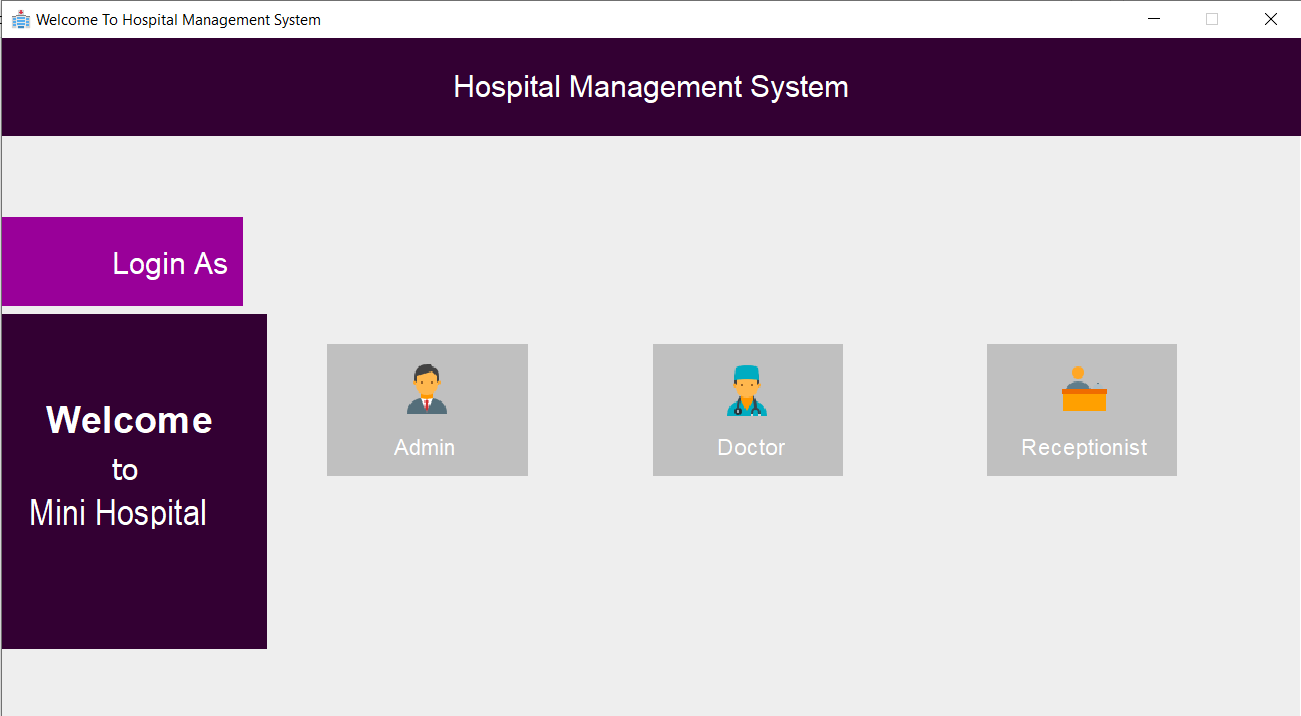 Welcome To Hospital Management System
Hospital Management System
Login As
Welcome
to
Mini Hospital
Admin
Doctor
Receptionist